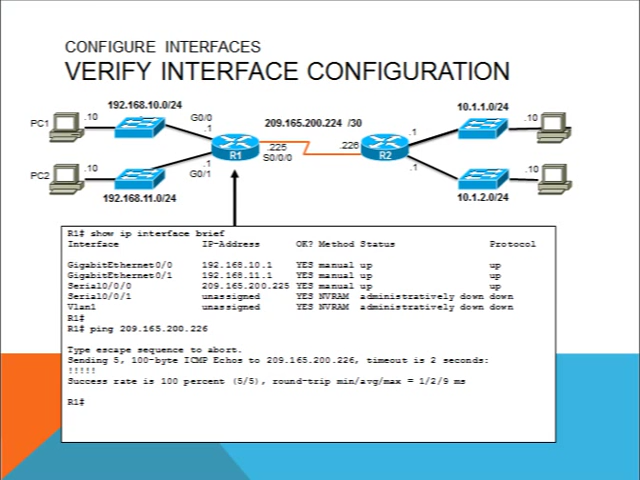 CONFIGURE INTERFACES
VERIFY INTERFACE CONFIGURATION
192.168.10.0/24
10.1.1.0/24
PC1
.10
G0/0
.1
209.165.200.224 /30
.1
.10
R1
.225
S0/0/0
.226
R2
PC2
.10
.1
G0/1
.1
.10
192.168.11.0/24
10.1.2.0/24
R1# show ip interface brief
Interface IP-Address OK? Method Status Protocol
GigabitEthernet0/0 192.168.10.1 YES manual up up
GigabitEthernet0/1 192.168.11.1 YES manual up up
Serial0/0/0 209.165.200.225 YES manual up up
Serial0/0/1 unassigned YES NVRAM administratively down down
Vlan1 unassigned YES NVRAM administratively down down
R1#
R1# ping 209.165.200.226
Type escape sequence to abort.
Sending 5, 100-byte ICMP Echos to 209.165.200.226, timeout is 2 seconds:
!!!!!
Success rate is 100 percent (5/5), round-trip min/avg/max = 1/2/9 ms
R1#